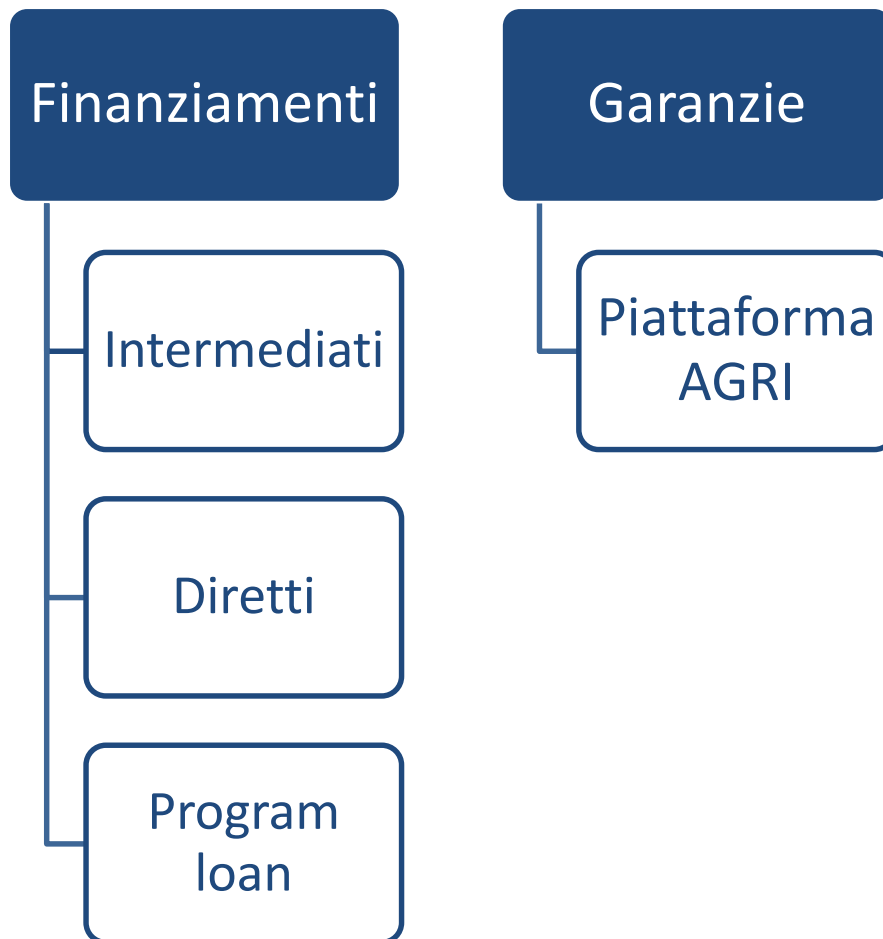 Finanziamenti
Intermediati
Diretti
Program
loan
Garanzie
Piattaforma
AGRI